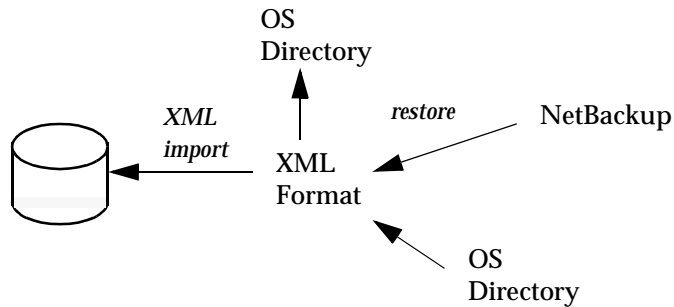 OS
Directory
XML
import
restore
NetBackup
XML
Format
OS
Directory